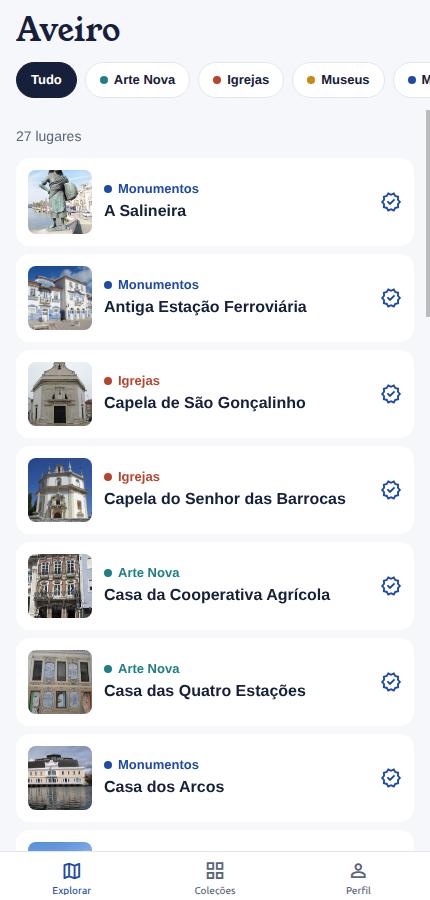 Aveiro
Tudo
Arte Nova
Igrejas
Museus
27 lugares
Monumentos
A Salineira
Monumentos
Antiga Estação Ferroviária
Igrejas
Capela de São Gonçalinho
Igrejas
Capela do Senhor das Barrocas
Arte Nova
Casa da Cooperativa Agrícola
Arte Nova
Casa das Quatro Estações
Monumentos
Casa dos Arcos
Explorar
Coleções
Perfil